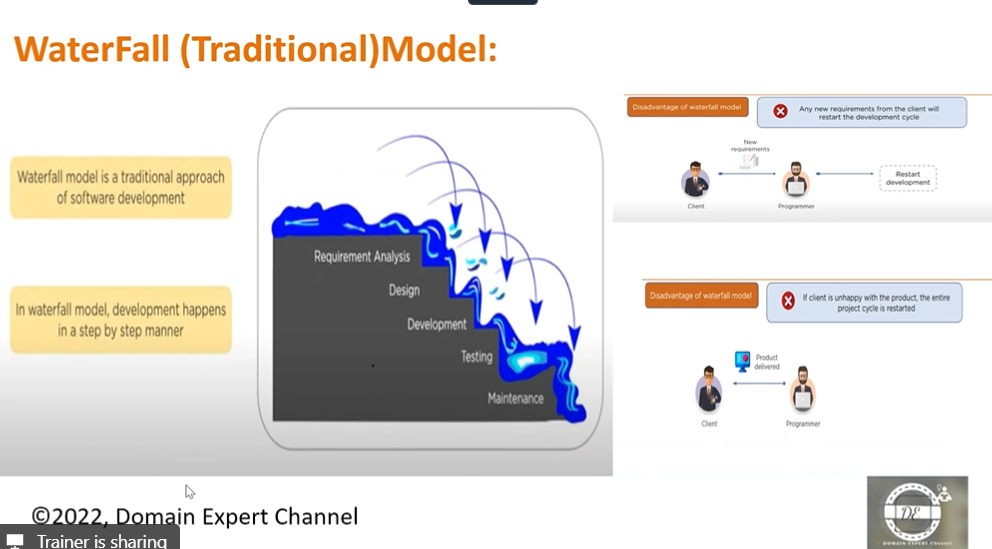 WaterFall (Traditional)Model:
Waterfall model is a traditional approach
of software development
In waterfall model, development happens
in a step by step manner
Requirement Analysis
Design
Development
Testing
Maintenance
Disadvantage of waterfall model
Any new requirements from the client will
restart the development cycle
New
requirements
Restart
development
Client
Programmer
Disadvantage of waterfall model
If client is unhappy with the product, the entire
project cycle is restarted
Product
delivered
Client
Programmer
©2022, Domain Expert Channel
DE
DOMAIN EXPERT Channel
Trainer is sharing